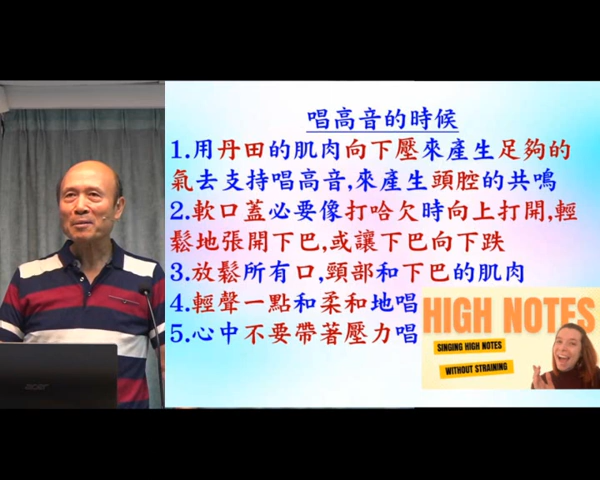 唱高音的時候
1.用丹田的肌肉向下壓來產生足夠的
氣去支持唱高音,來產生頭腔的共鳴
2.軟口蓋必要像打哈欠時向上打開,輕
鬆地張開下巴,或讓下巴向下跌
3.放鬆所有口,頸部和下巴的肌肉
4.輕聲一點和柔和地唱
5.心中不要帶著壓力唱
HIGH NOTES
SINGING HIGH NOTES
WITHOUT STRAINING
acer